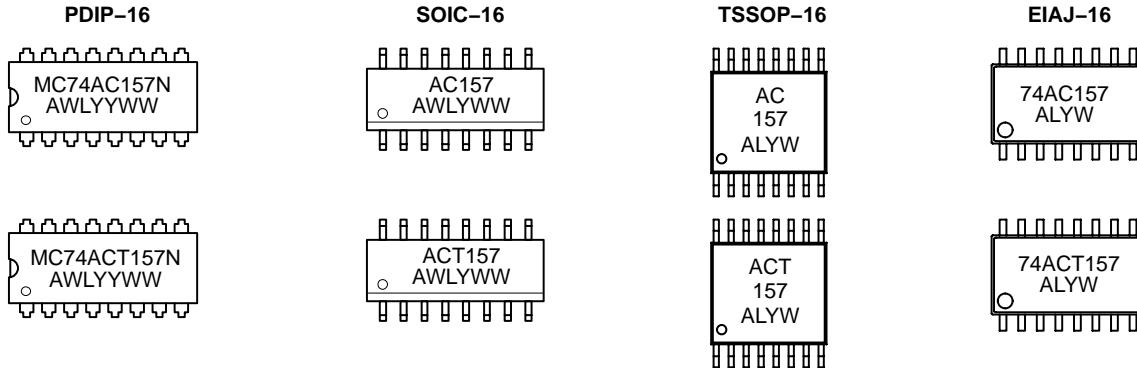 PDIP–16
SOIC–16
TSSOP–16
EIAJ–16
MC74AC157N
AWLYYWW
AC157
AWLYWW
AC
157
ALYW
74AC157
ALYW
MC74ACT157N
AWLYYWW
ACT157
AWLYWW
ACT
157
ALYW
74ACT157
ALYW